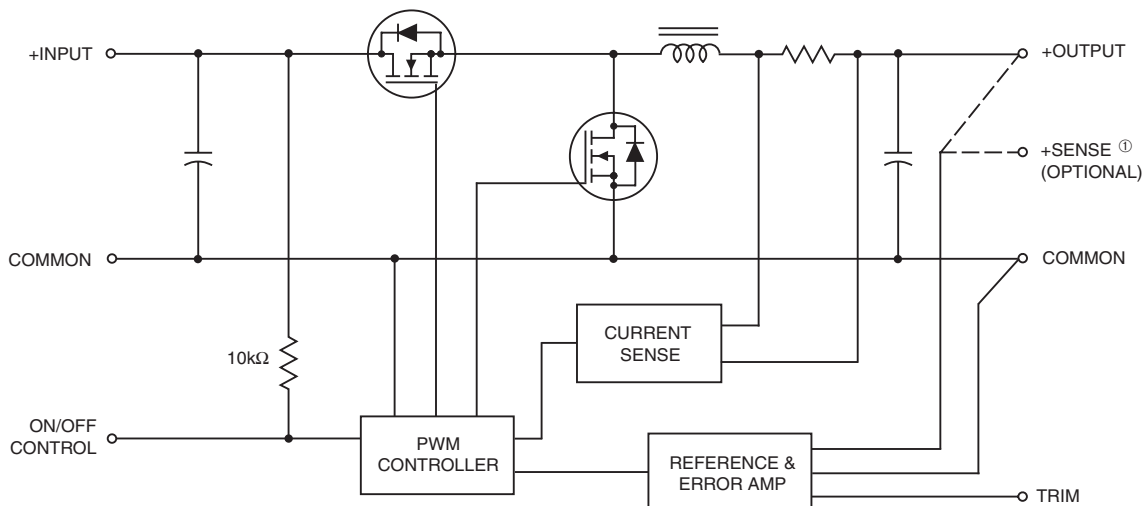 +INPUT
+OUTPUT
+SENSE ①
(OPTIONAL)
COMMON
COMMON
10kΩ
CURRENT
SENSE
ON/OFF
CONTROL
PWM
CONTROLLER
REFERENCE &
ERROR AMP
TRIM